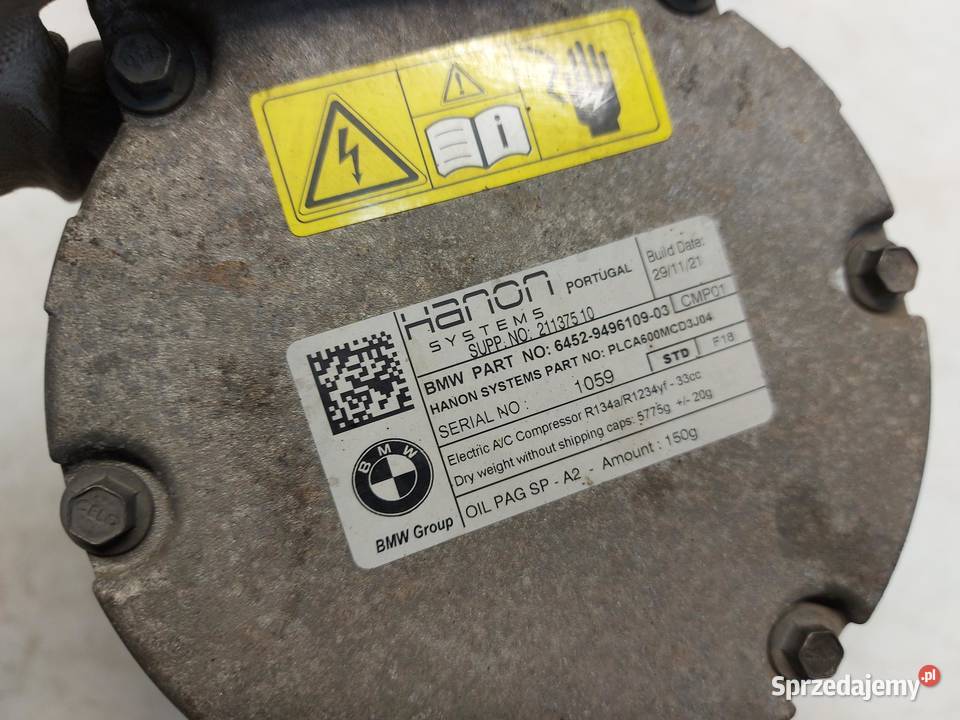 Hanon
SYSTEMS
PORTUGAL
Build Date:
29/11/21
SUPP. NO: 211375 10
BMW PART NO: 6452-9496109-03
CMP01
HANON SYSTEMS PART NO: PLCA600MCD3J04
SERIAL NO : 1059
STD
F18
Electric A/C Compressor R134a/R1234yf - 33cc
Dry weight without shipping caps: 5775g +/- 20g
OIL PAG SP - A2 - Amount : 150g
BMW
BMW Group
Sprzedajemy.pl